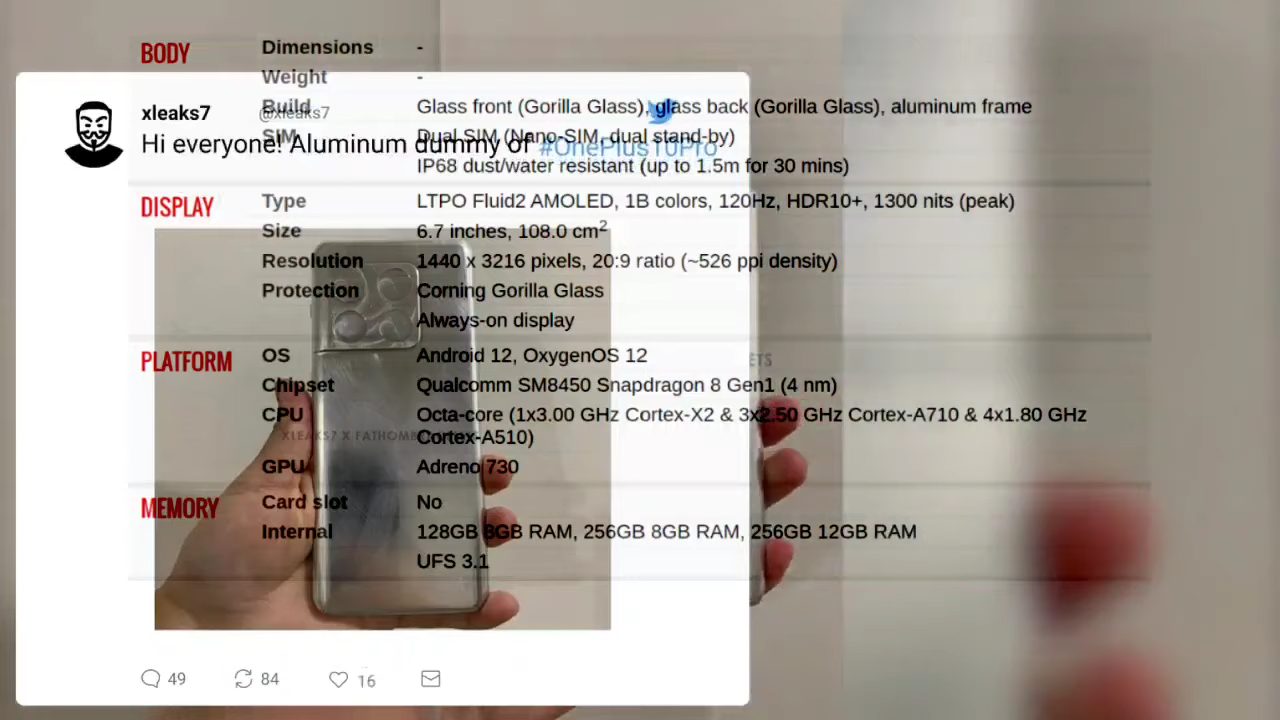 BODY
Dimensions -
Weight -
Build Glass front (Gorilla Glass), glass back (Gorilla Glass), aluminum frame
SIM Dual SIM (Nano-SIM, dual stand-by)
IP68 dust/water resistant (up to 1.5m for 30 mins)
xleaks7 @xleaks7
Hi everyone! Aluminum dummy of #OnePlus10Pro
DISPLAY
Type LTPO Fluid2 AMOLED, 1B colors, 120Hz, HDR10+, 1300 nits (peak)
Size 6.7 inches, 108.0 cm2
Resolution 1440 x 3216 pixels, 20:9 ratio (~526 ppi density)
Protection Corning Gorilla Glass
Always-on display
PLATFORM
OS Android 12, OxygenOS 12
Chipset Qualcomm SM8450 Snapdragon 8 Gen1 (4 nm)
CPU Octa-core (1x3.00 GHz Cortex-X2 & 3x2.50 GHz Cortex-A710 & 4x1.80 GHz
Cortex-A510)
GPU Adreno 730
XLEAKS7 X
MEMORY
Card slot No
Internal 128GB 8GB RAM, 256GB 8GB RAM, 256GB 12GB RAM
UFS 3.1
49 84 16